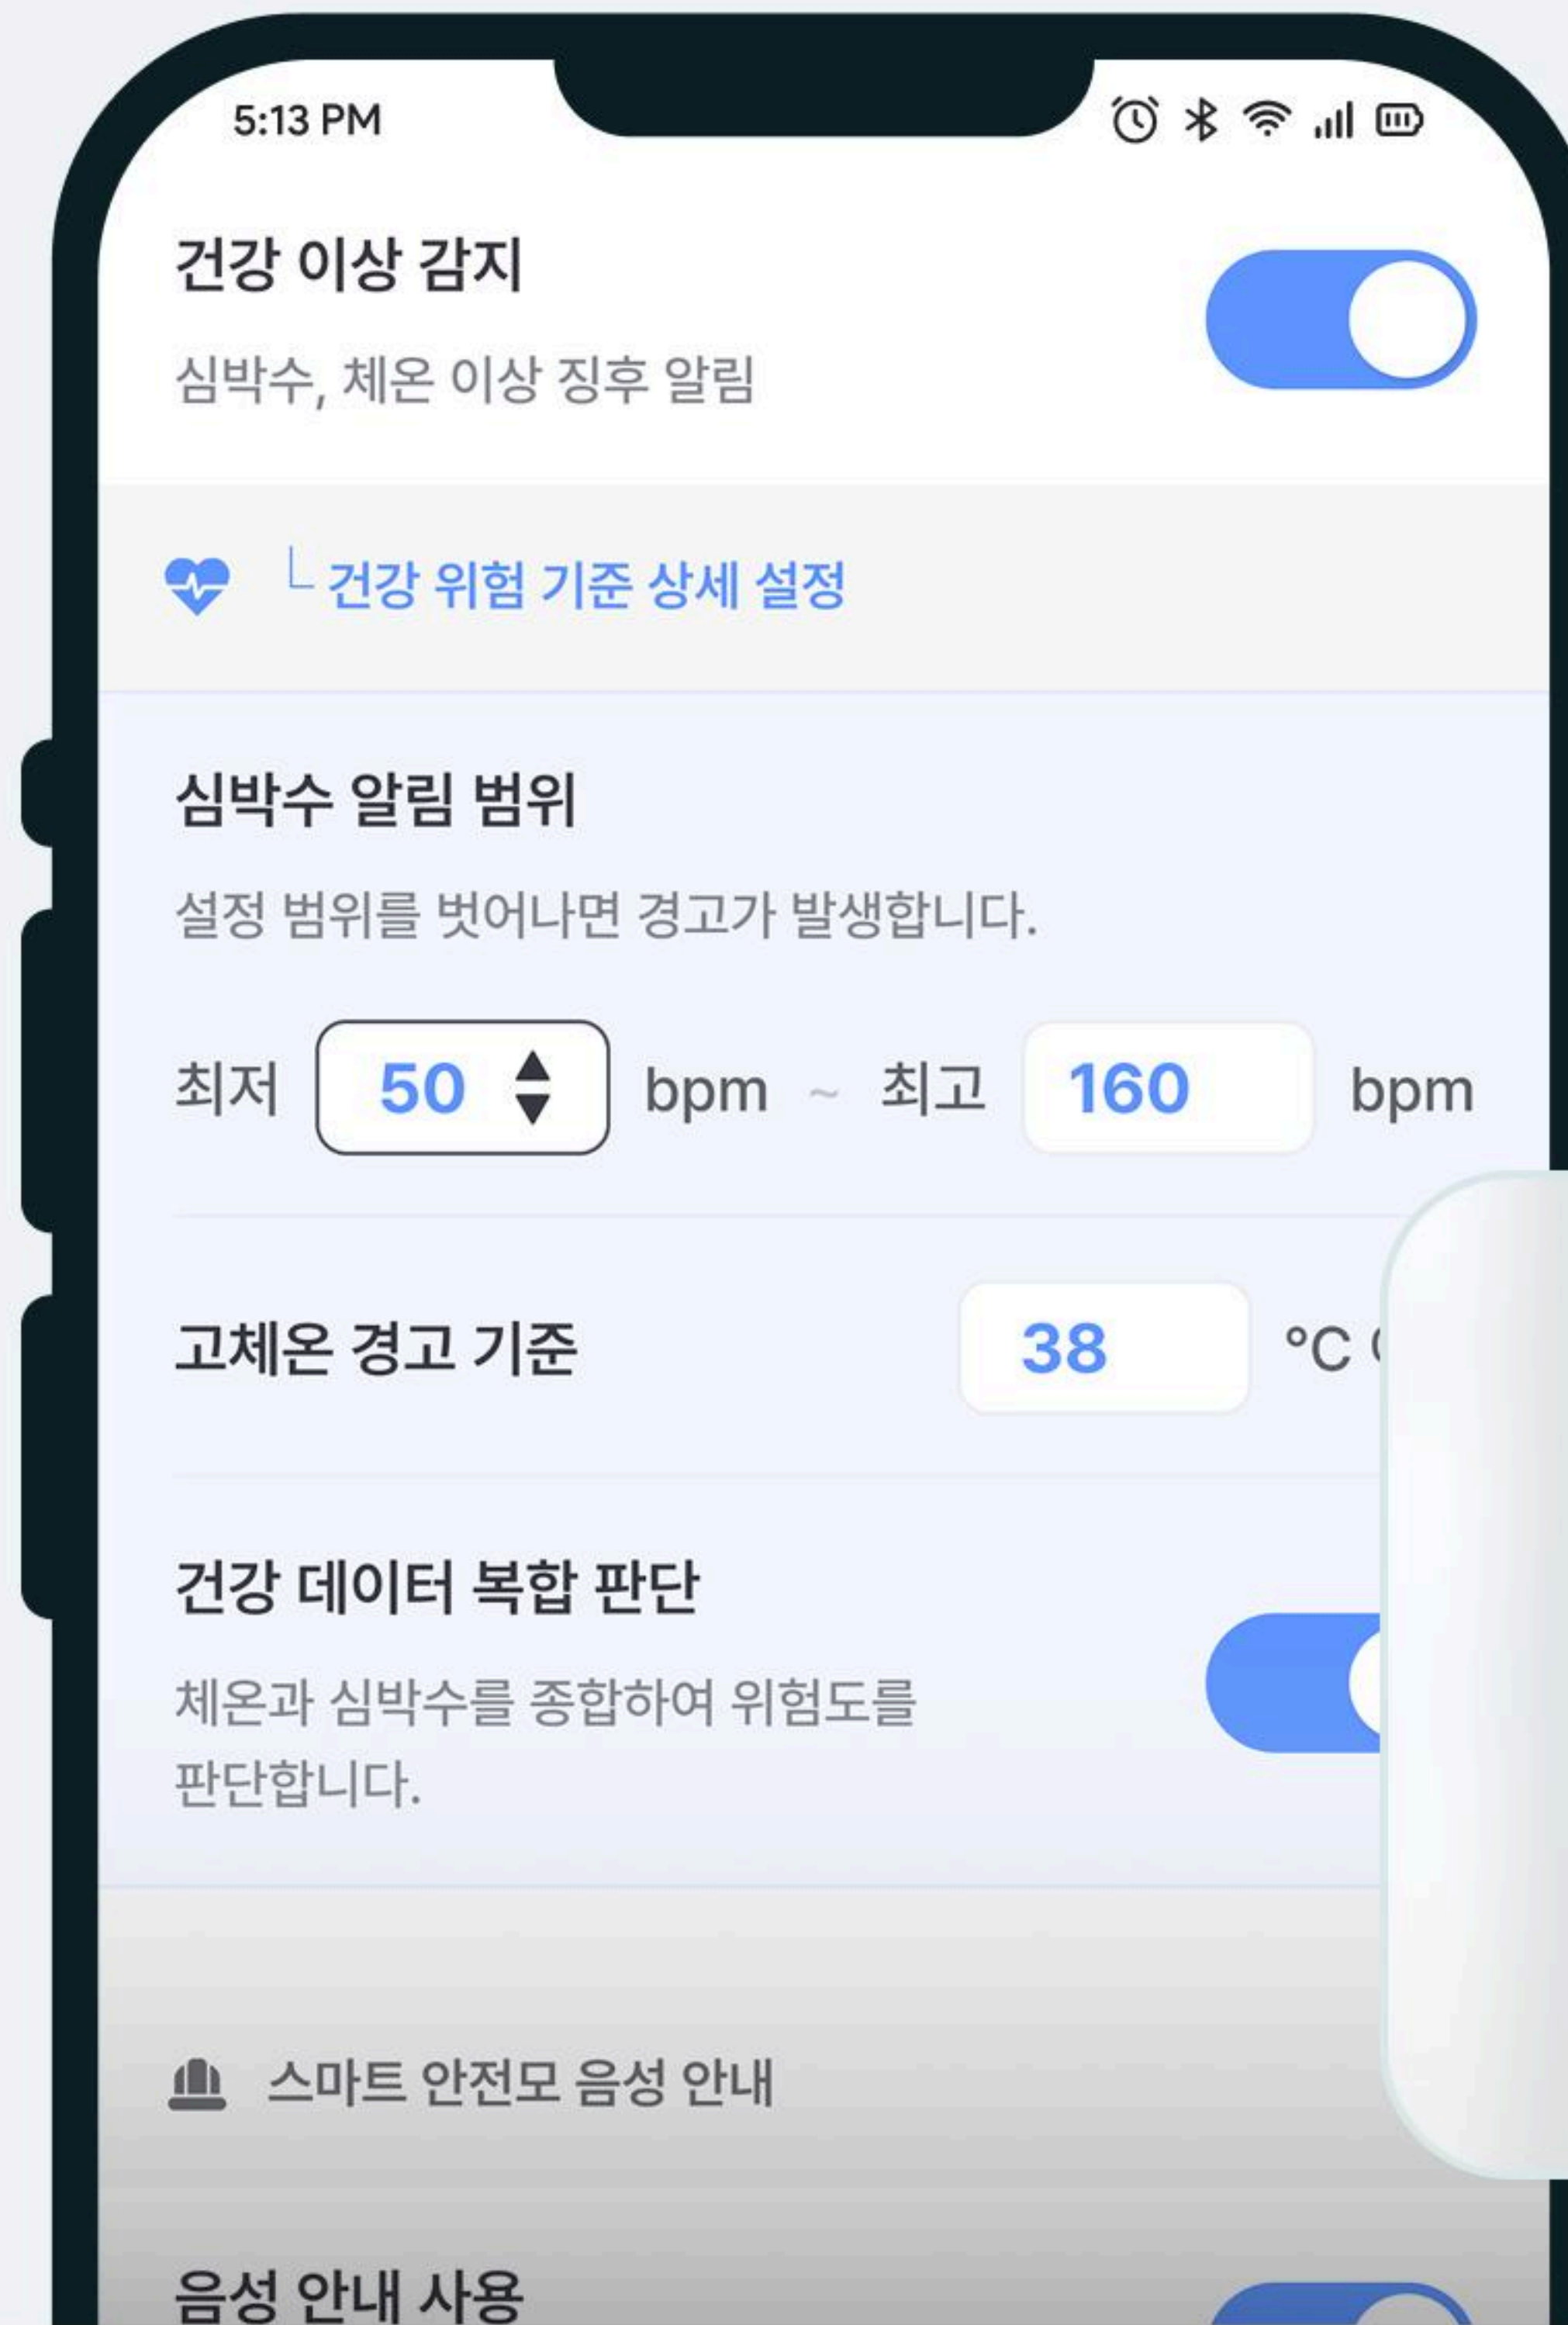 5:13 PM
건강 이상 감지
심박수, 체온 이상 징후 알림
건강 위험 기준 상세 설정
심박수 알림 범위
설정 범위를 벗어나면 경고가 발생합니다.
최저 50 bpm ~ 최고 160 bpm
고체온 경고 기준 38 °C
건강 데이터 복합 판단
체온과 심박수를 종합하여 위험도를
판단합니다.
스마트 안전모 음성 안내
음성 안내 사용